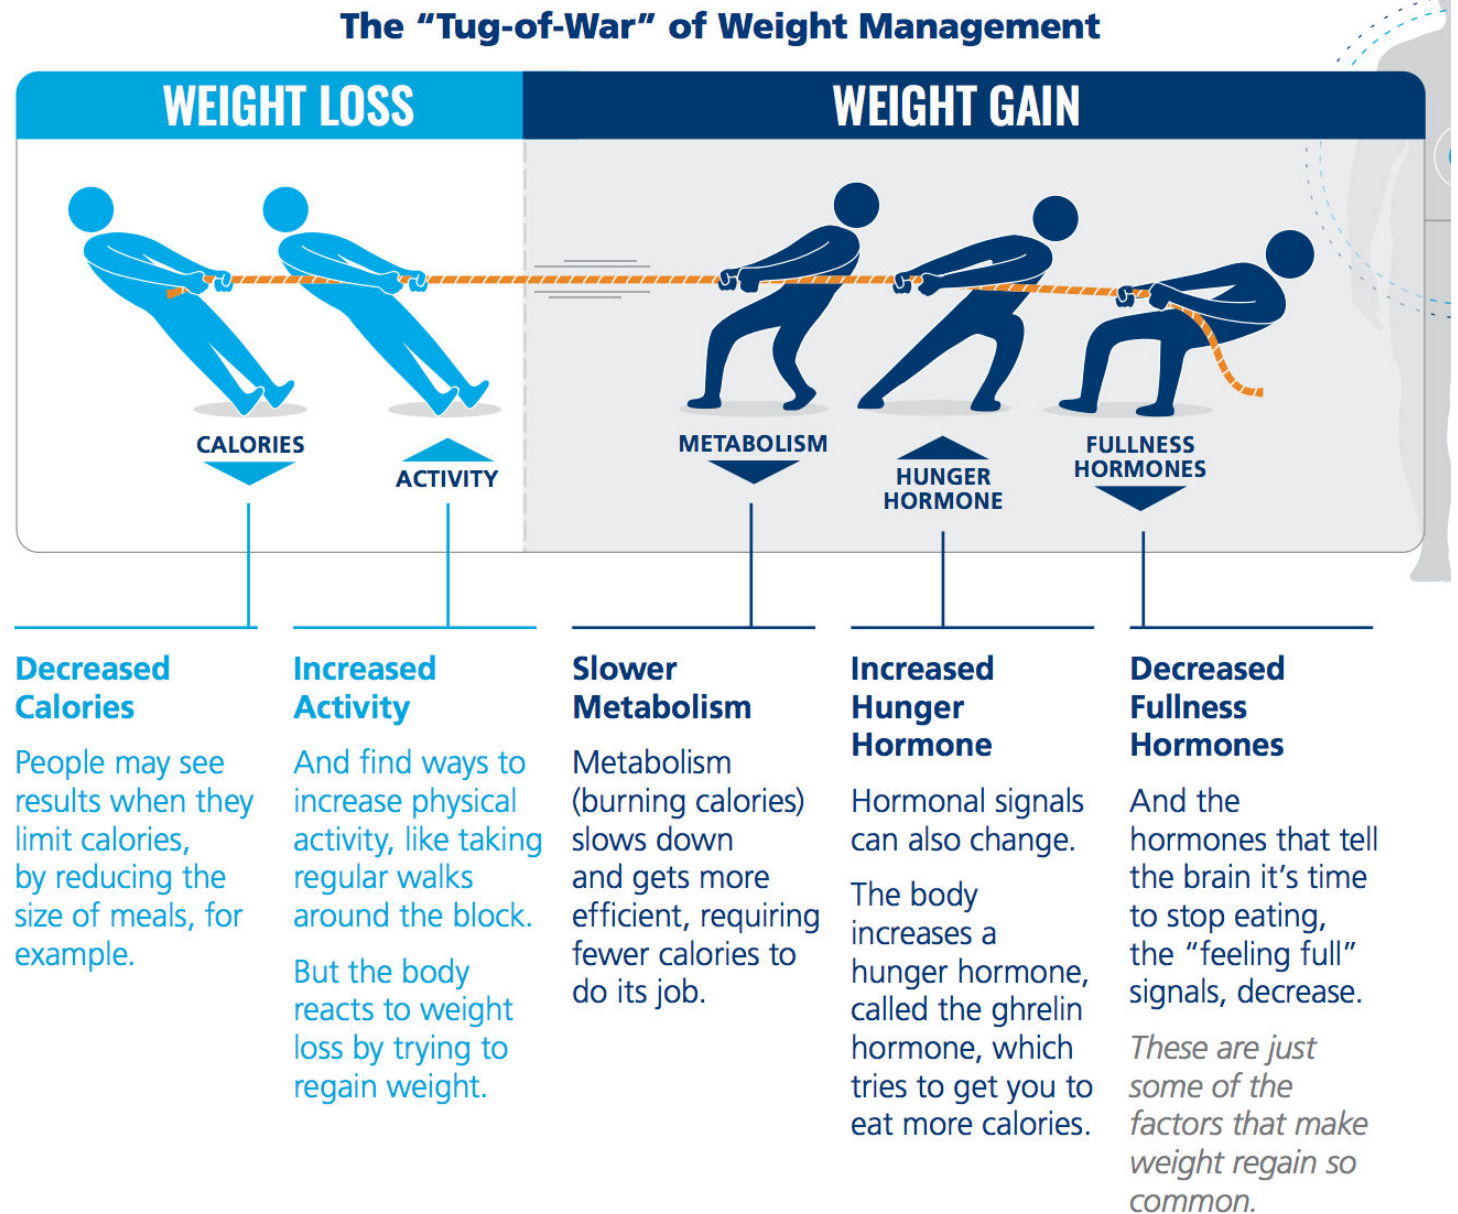 The “Tug-of-War” of Weight Management
WEIGHT LOSS
WEIGHT GAIN
CALORIES
ACTIVITY
METABOLISM
HUNGER
HORMONE
FULLNESS
HORMONES
Decreased
Calories
People may see
results when they
limit calories,
by reducing the
size of meals, for
example.
Increased
Activity
And find ways to
increase physical
activity, like taking
regular walks
around the block.
But the body
reacts to weight
loss by trying to
regain weight.
Slower
Metabolism
Metabolism
(burning calories)
slows down
and gets more
efficient, requiring
fewer calories to
do its job.
Increased
Hunger
Hormone
Hormonal signals
can also change.
The body
increases a
hunger hormone,
called the ghrelin
hormone, which
tries to get you to
eat more calories.
Decreased
Fullness
Hormones
And the
hormones that tell
the brain it’s time
to stop eating,
the “feeling full”
signals, decrease.
These are just
some of the
factors that make
weight regain so
common.